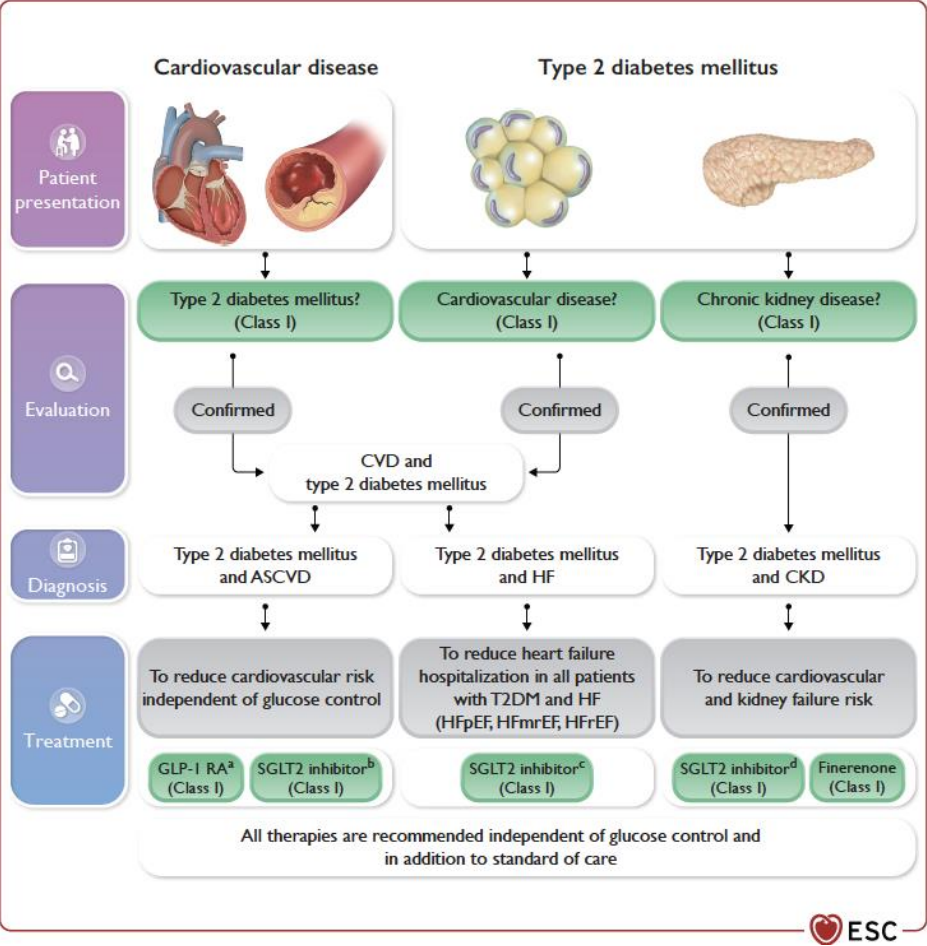 Cardiovascular disease
Type 2 diabetes mellitus
Patient
presentation
Evaluation
Type 2 diabetes mellitus?
(Class I)
Cardiovascular disease?
(Class I)
Chronic kidney disease?
(Class I)
Confirmed
Confirmed
Confirmed
CVD and
type 2 diabetes mellitus
Diagnosis
Type 2 diabetes mellitus
and ASCVD
Type 2 diabetes mellitus
and HF
Type 2 diabetes mellitus
and CKD
Treatment
To reduce cardiovascular risk
independent of glucose control
To reduce heart failure
hospitalization in all patients
with T2DM and HF
(HFpEF, HFmrEF, HFrEF)
To reduce cardiovascular
and kidney failure risk
GLP-1 RAᵃ
(Class I)
SGLT2 inhibitorᵇ
(Class I)
SGLT2 inhibitorᶜ
(Class I)
SGLT2 inhibitorᵈ
(Class I)
Finerenone
(Class I)
All therapies are recommended independent of glucose control and
in addition to standard of care
ESC